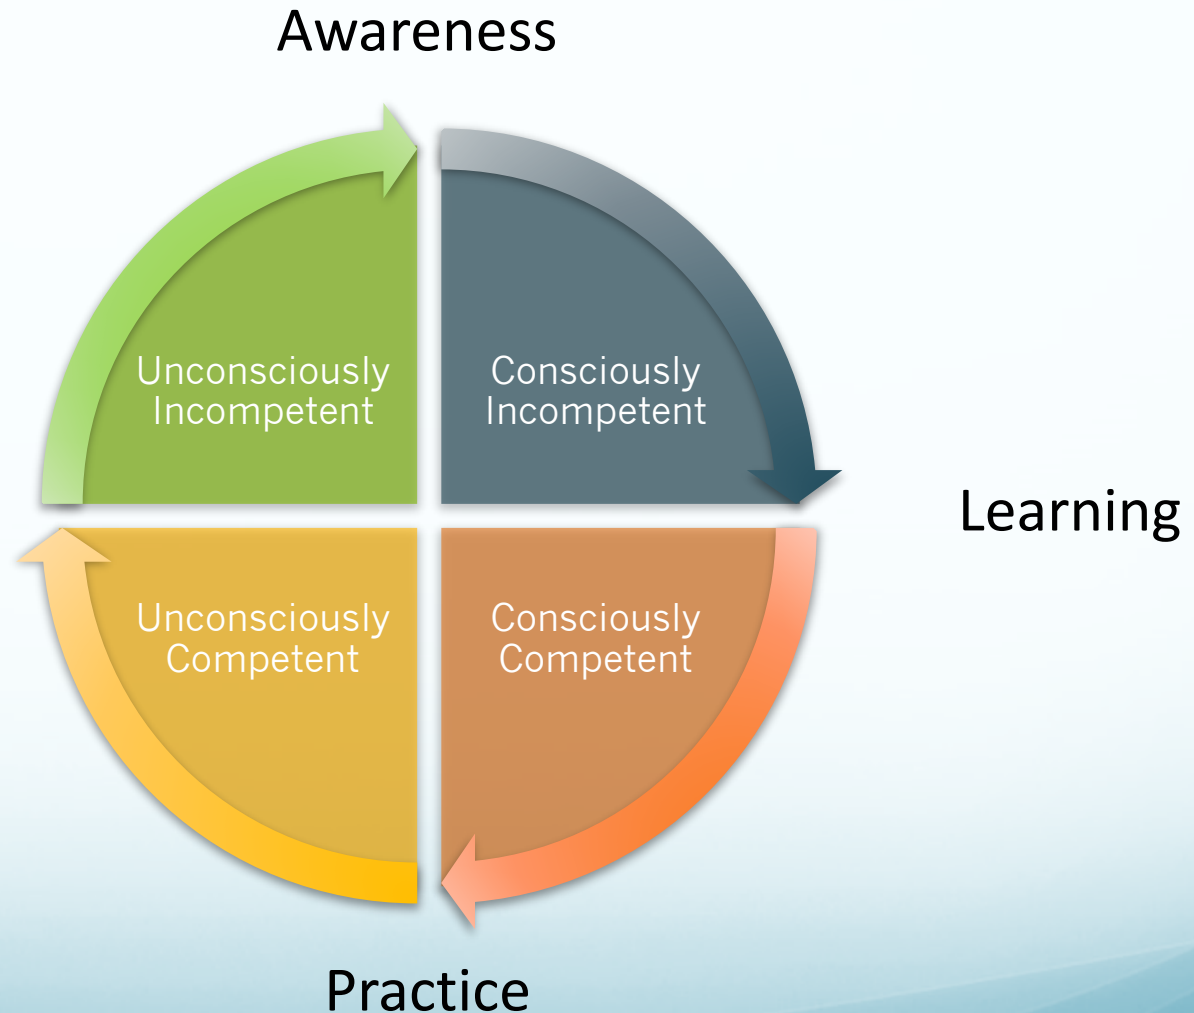 Awareness
Unconsciously
Incompetent
Consciously
Incompetent
Learning
Unconsciously
Competent
Consciously
Competent
Practice